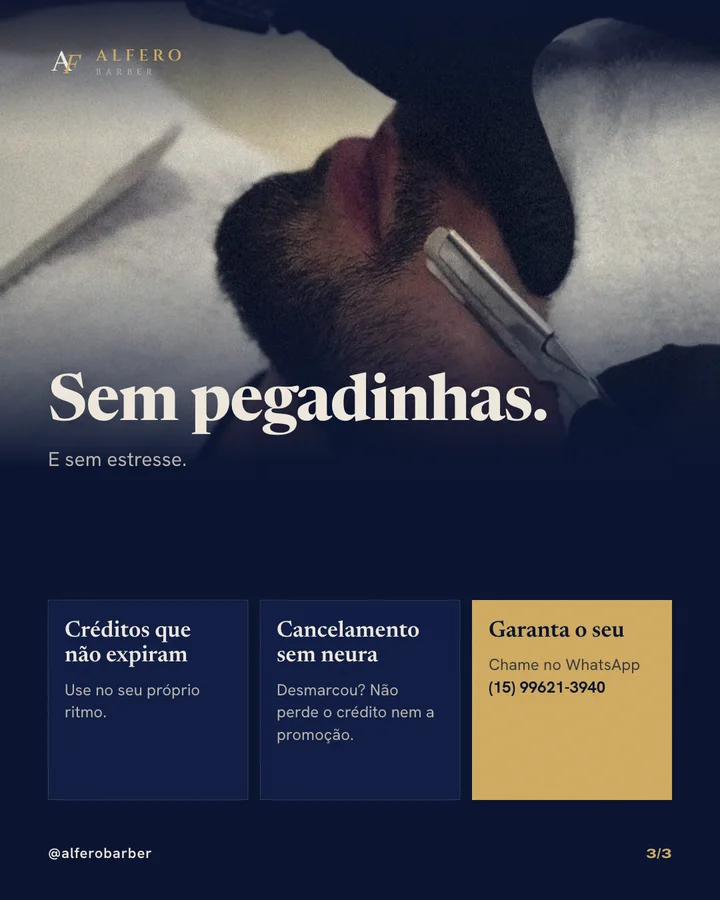 AF
ALFERO
BARBER
Sem pegadinhas.
E sem estresse.
Créditos que
não expiram
Use no seu próprio
ritmo.
Cancelamento
sem neura
Desmarcou? Não
perde o crédito nem a
promoção.
Garanta o seu
Chame no WhatsApp
(15) 99621-3940
@alferobarber
3/3